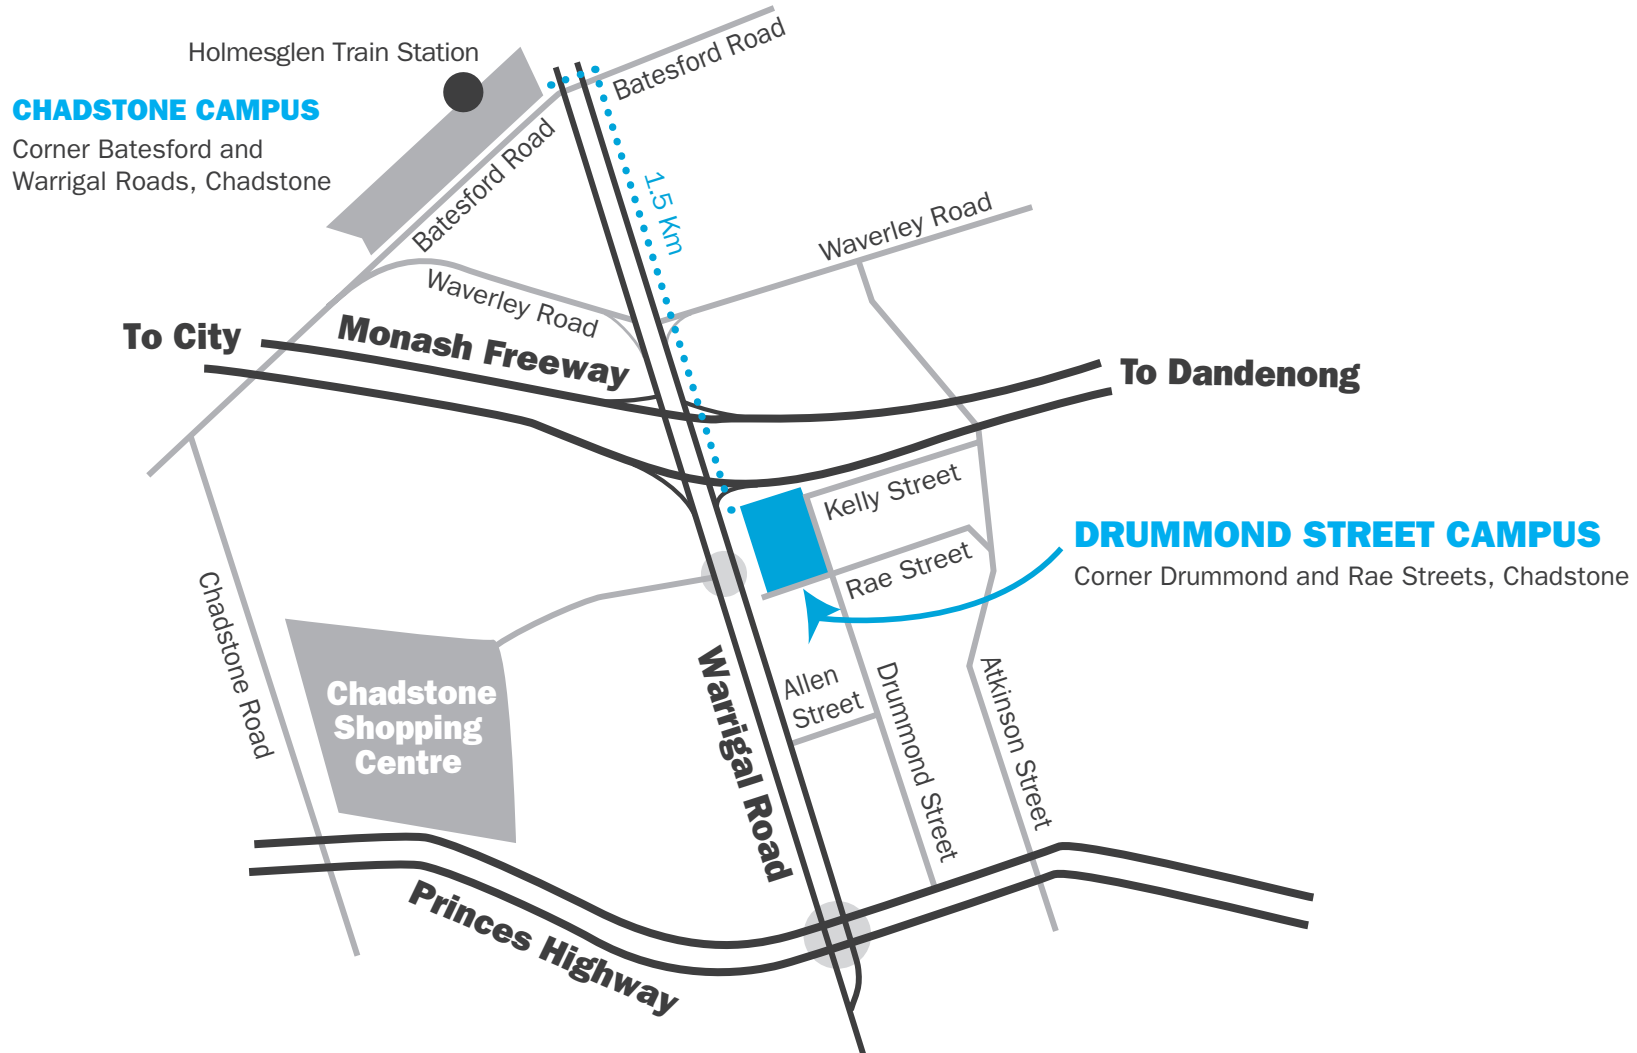 Holmesglen Train Station
CHADSTONE CAMPUS
Corner Batesford and
Warrigal Roads, Chadstone
Batesford Road
Batesford Road
1.5 Km
Waverley Road
Waverley Road
To City
Monash Freeway
To Dandenong
Kelly Street
DRUMMOND STREET CAMPUS
Corner Drummond and Rae Streets, Chadstone
Rae Street
Chadstone Road
Chadstone
Shopping
Centre
Warrigal Road
Allen
Street
Drummond Street
Atkinson Street
Princes Highway